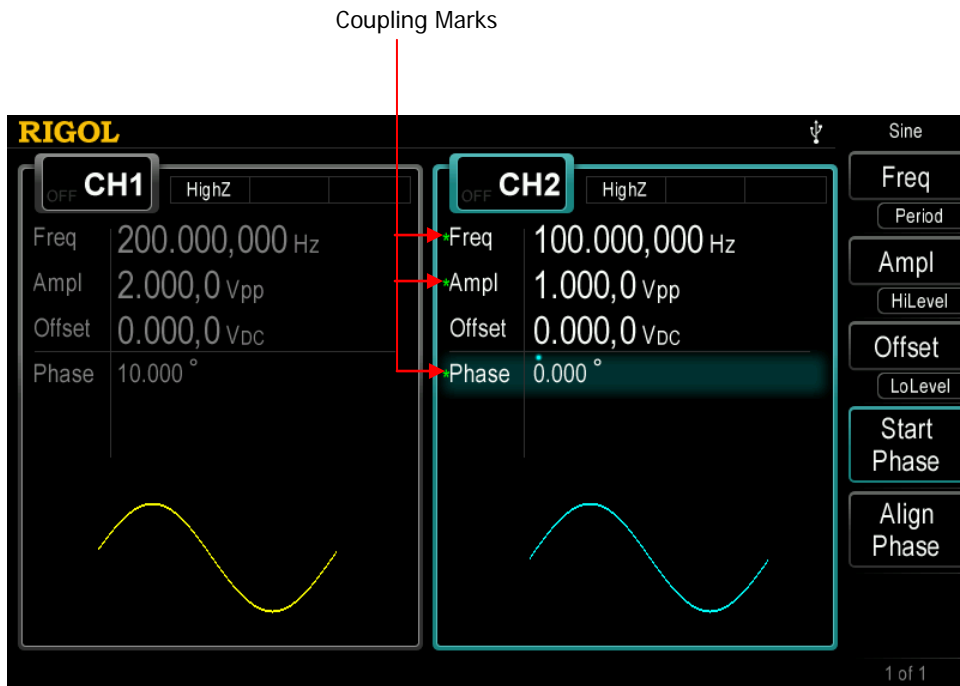 Coupling Marks
RIGOL
Sine
OFF CH1 HighZ
Freq 200.000,000 Hz
Ampl 2.000,0 Vpp
Offset 0.000,0 VDC
Phase 10.000 °
OFF CH2 HighZ
*Freq 100.000,000 Hz
*Ampl 1.000,0 Vpp
Offset 0.000,0 VDC
*Phase 0.000 °
Freq
Period
Ampl
HiLevel
Offset
LoLevel
Start
Phase
Align
Phase
1 of 1